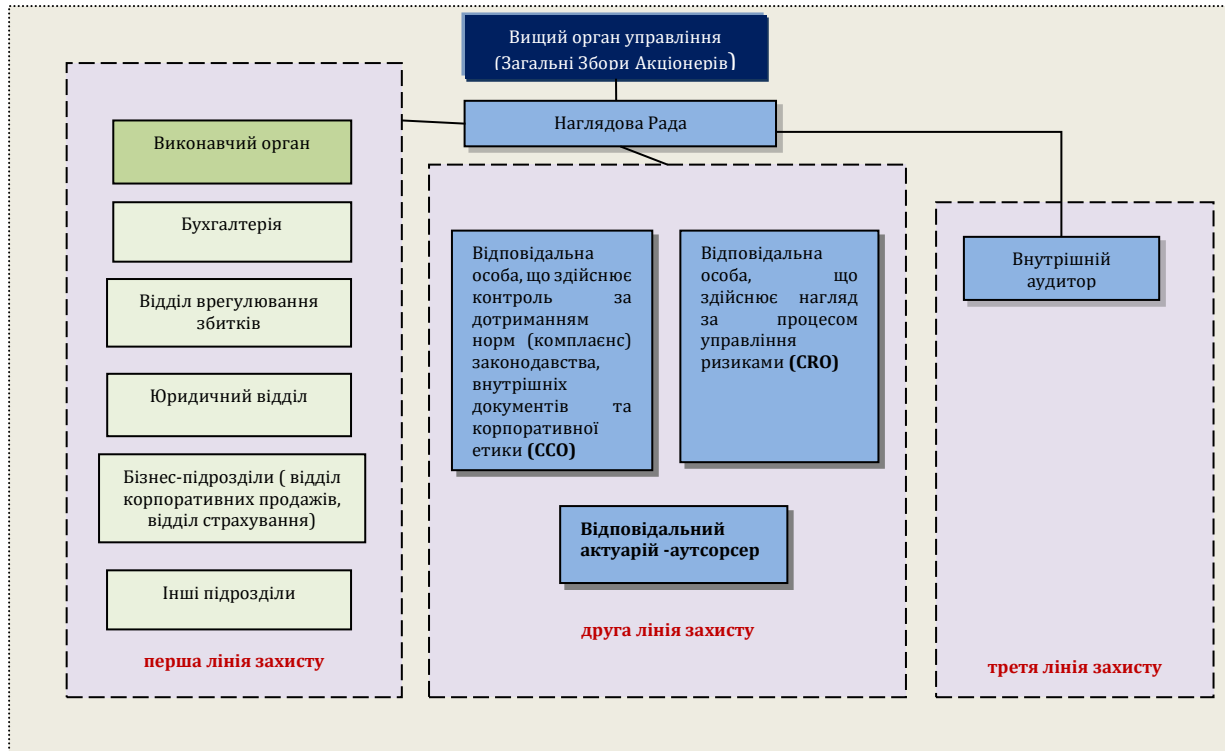 Вищий орган управління
(Загальні Збори Акціонерів)
Наглядова Рада
Виконавчий орган
Бухгалтерія
Відділ врегулювання
збитків
Юридичний відділ
Бізнес-підрозділи ( відділ
корпоративних продажів,
відділ страхування)
Інші підрозділи
перша лінія захисту
Відповідальна
особа, що здійснює
контроль за
дотриманням
норм (комплаєнс)
законодавства,
внутрішніх
документів та
корпоративної
етики (CCO)
Відповідальна
особа, що
здійснює нагляд
за процесом
управління
ризиками (CRO)
Відповідальний
актуарій -аутсорсер
друга лінія захисту
Внутрішній
аудитор
третя лінія захисту